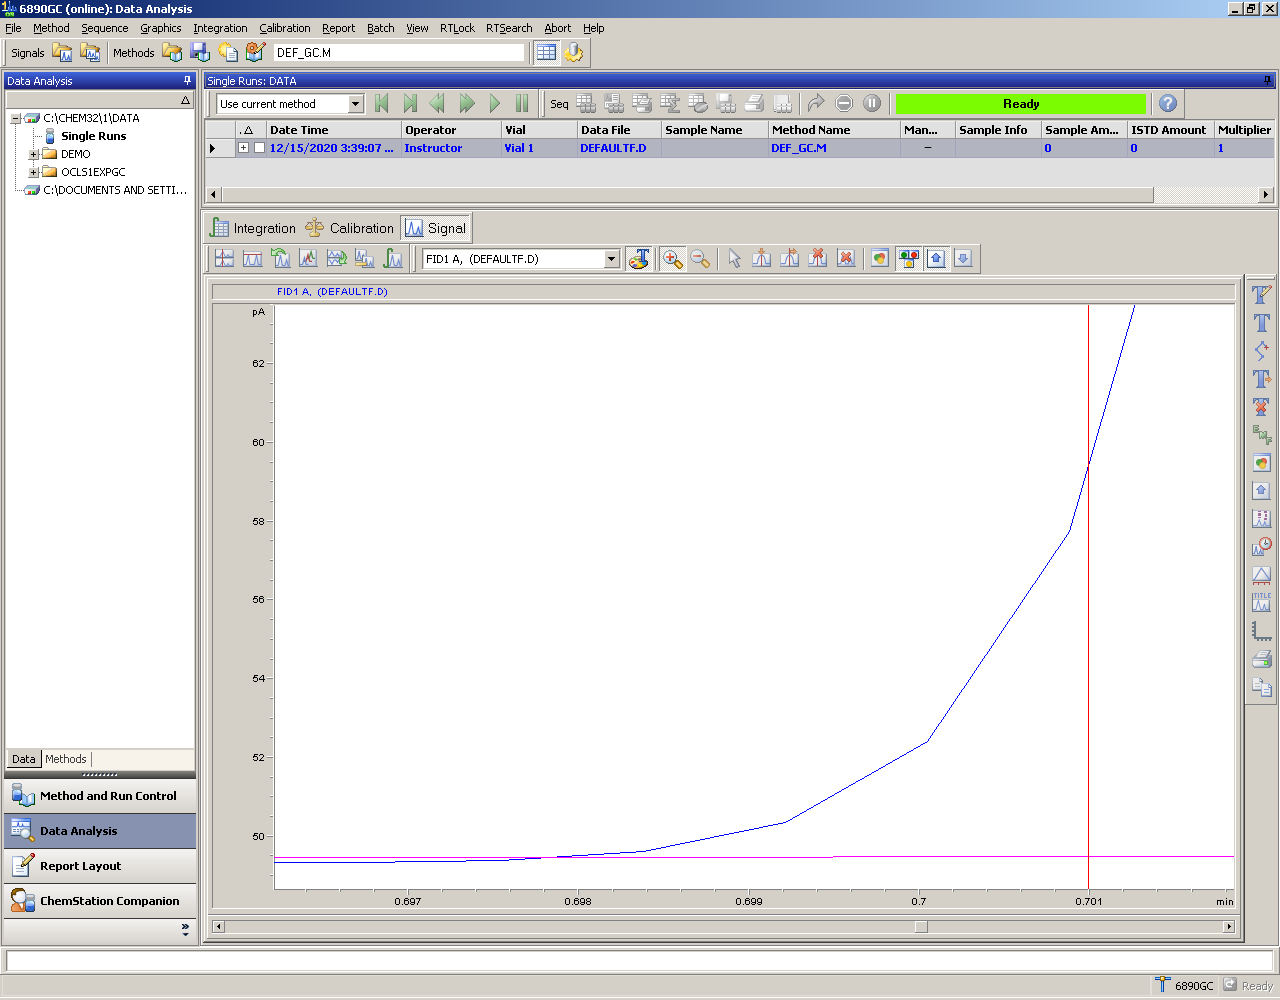 6890GC (online): Data Analysis
File Method Sequence Graphics Integration Calibration Report Batch View RTLock RTSearch Abort Help
Signals Methods DEF_GC.M
Data Analysis
Single Runs: DATA
Use current method Seq Ready
C:\CHEM32\1\DATA
Single Runs
DEMO
OCLS1EXPGC
C:\DOCUMENTS AND SETTI...
Date Time Operator Vial Data File Sample Name Method Name Man... Sample Info Sample Am... ISTD Amount Multiplier
12/15/2020 3:39:07 ... Instructor Vial 1 DEFAULTF.D DEF_GC.M – 0 0 1
Integration Calibration Signal
FID1 A, (DEFAULTF.D)
FID1 A, (DEFAULTF.D)
pA
62
60
58
56
54
52
50
0.697 0.698 0.699 0.7 0.701 min
TITLE
Data Methods
Method and Run Control
Data Analysis
Report Layout
ChemStation Companion
6890GC Ready